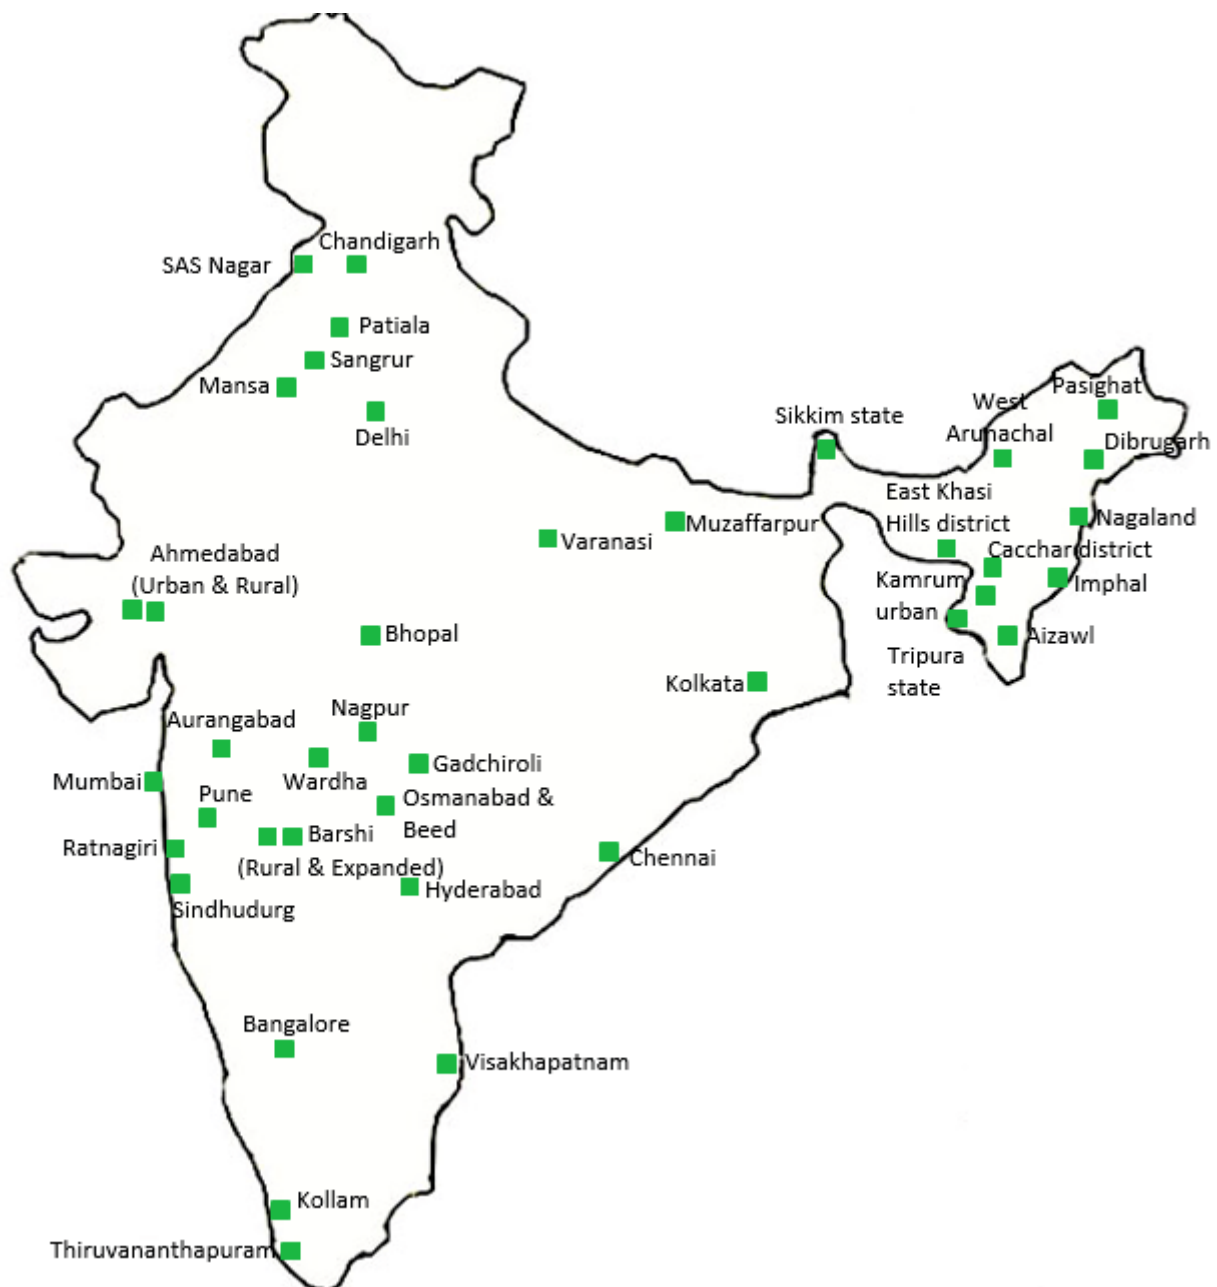 Chandigarh
SAS Nagar
Patiala
Sangrur
Mansa
Delhi
Pasighat
West
Arunachal
Sikkim state
Dibrugarh
East Khasi
Hills district
Nagaland
Muzaffarpur
Varanasi
Ahmedabad
(Urban & Rural)
Cacchar district
Kamrum
urban
Imphal
Bhopal
Aizawl
Tripura
state
Kolkata
Nagpur
Aurangabad
Gadchiroli
Wardha
Mumbai
Pune
Osmanabad &
Beed
Barshi
(Rural & Expanded)
Ratnagiri
Chennai
Hyderabad
Sindhudurg
Bangalore
Visakhapatnam
Kollam
Thiruvananthapuram